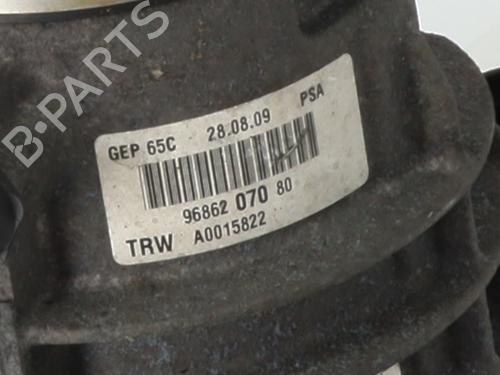 B-PARTS
GEP 65C 28.08.09 PSA
96862 070 80
TRW A0015822